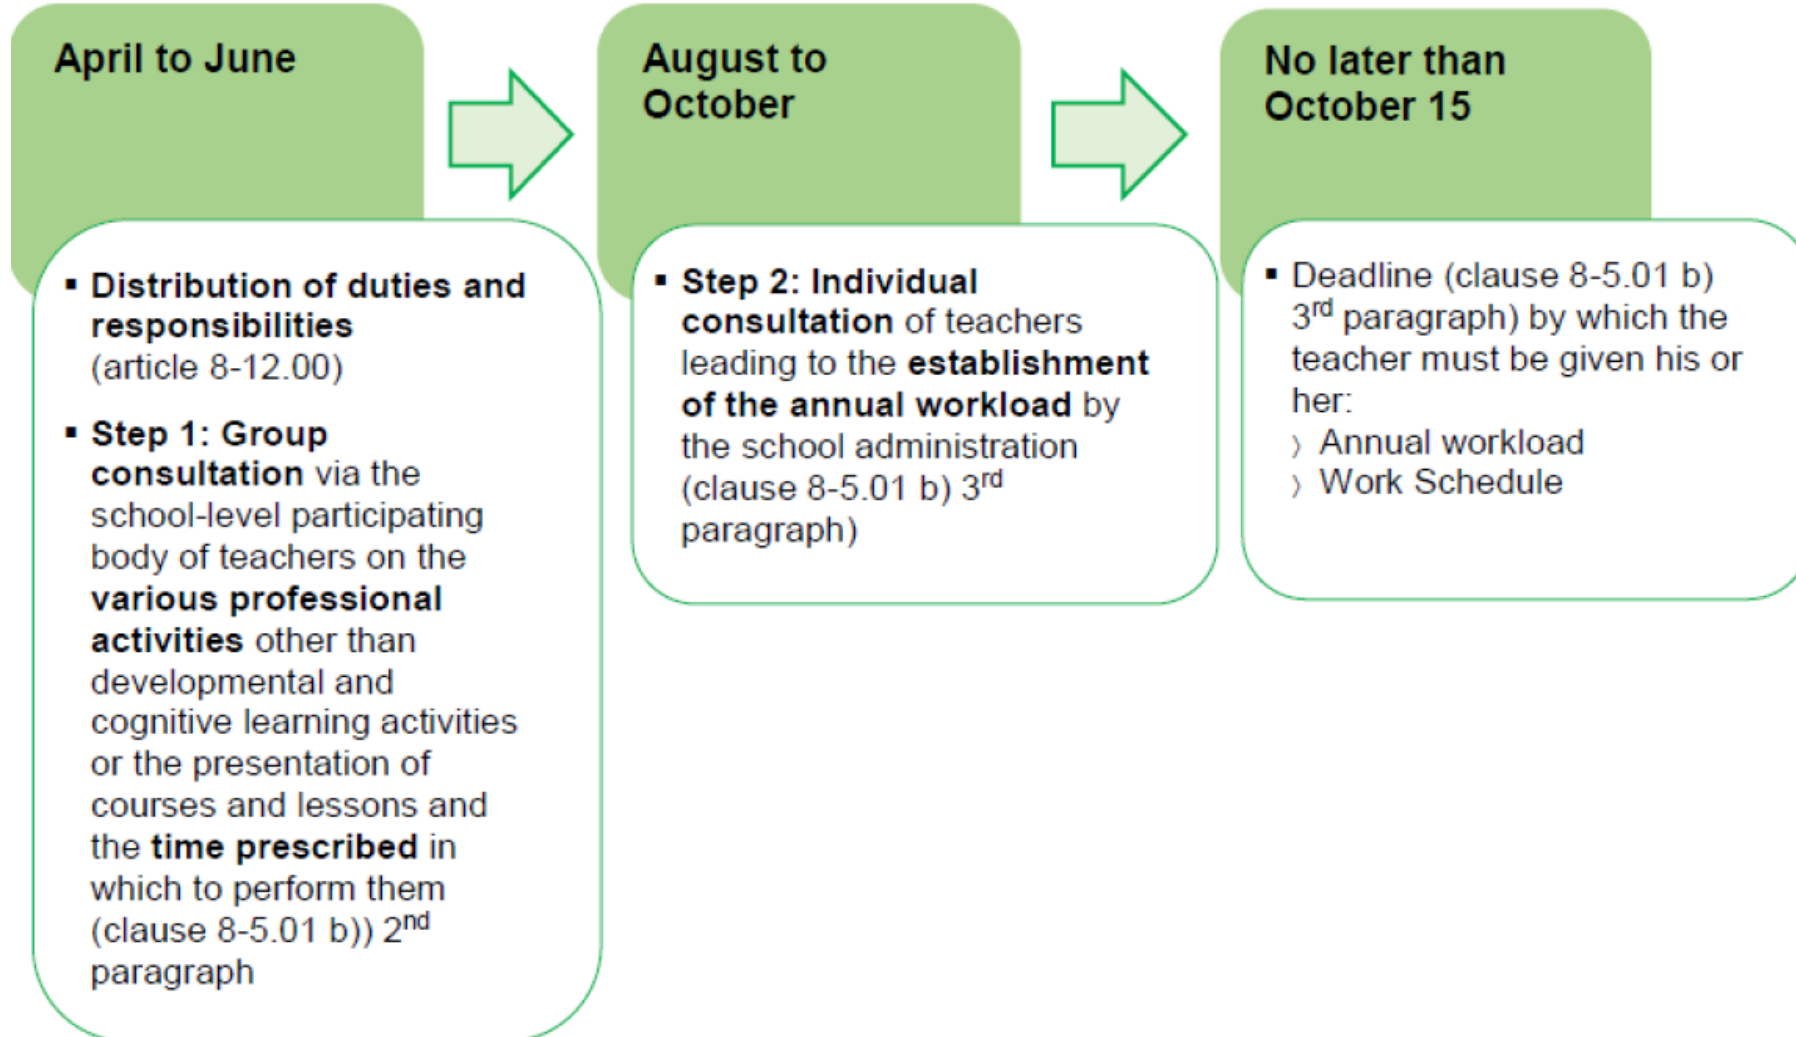 April to June
▪ Distribution of duties and
responsibilities
(article 8-12.00)
▪ Step 1: Group
consultation via the
school-level participating
body of teachers on the
various professional
activities other than
developmental and
cognitive learning activities
or the presentation of
courses and lessons and
the time prescribed in
which to perform them
(clause 8-5.01 b)) 2nd
paragraph
August to
October
▪ Step 2: Individual
consultation of teachers
leading to the establishment
of the annual workload by
the school administration
(clause 8-5.01 b) 3rd
paragraph)
No later than
October 15
▪ Deadline (clause 8-5.01 b)
3rd paragraph) by which the
teacher must be given his or
her:
〉 Annual workload
〉 Work Schedule